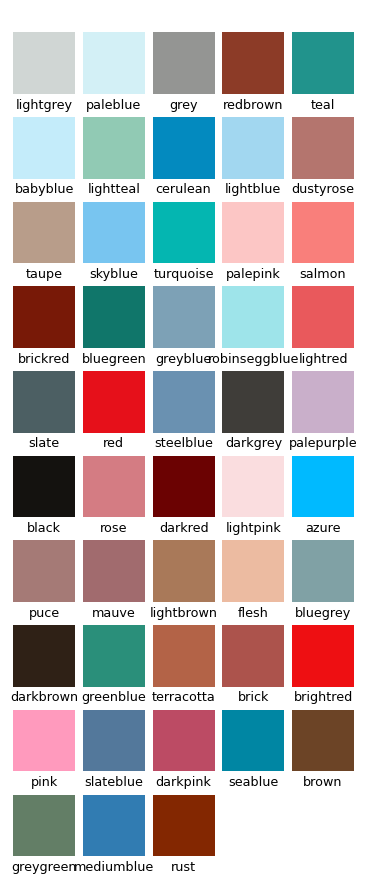 lightgrey paleblue grey redbrown teal
babyblue lightteal cerulean lightblue dustyrose
taupe skyblue turquoise palepink salmon
brickred bluegreen greyblue robinseggblue lightred
slate red steelblue darkgrey palepurple
black rose darkred lightpink azure
puce mauve lightbrown flesh bluegrey
darkbrown greenblue terracotta brick brightred
pink slateblue darkpink seablue brown
greygreen mediumblue rust